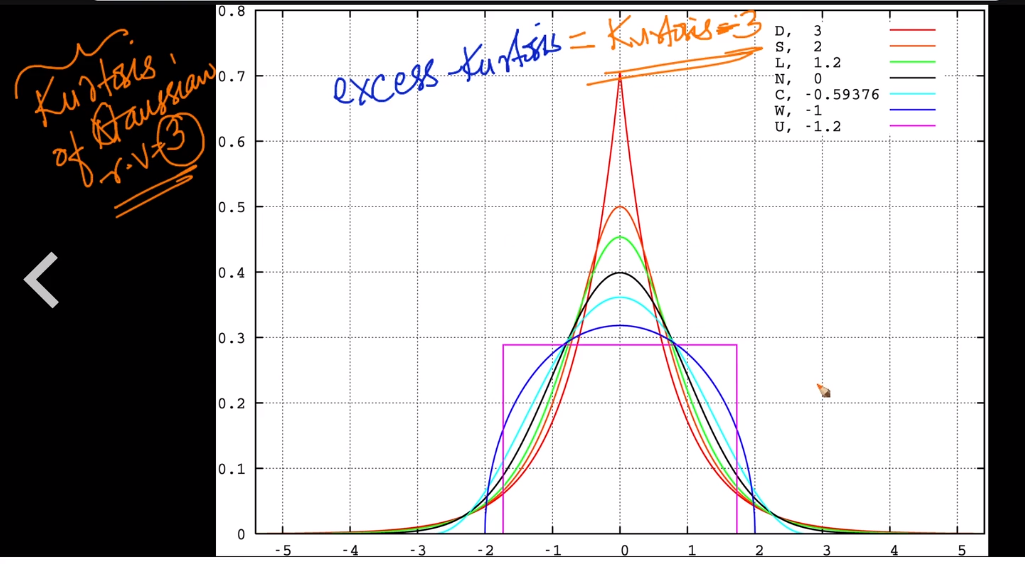 Kurtosis
of Gaussian
r.v = 3
excess-Kurtosis = Kurtosis-3
D, 3
S, 2
L, 1.2
N, 0
C, -0.59376
W, -1
U, -1.2
0.8
0.7
0.6
0.5
0.4
0.3
0.2
0.1
0
-5 -4 -3 -2 -1 0 1 2 3 4 5